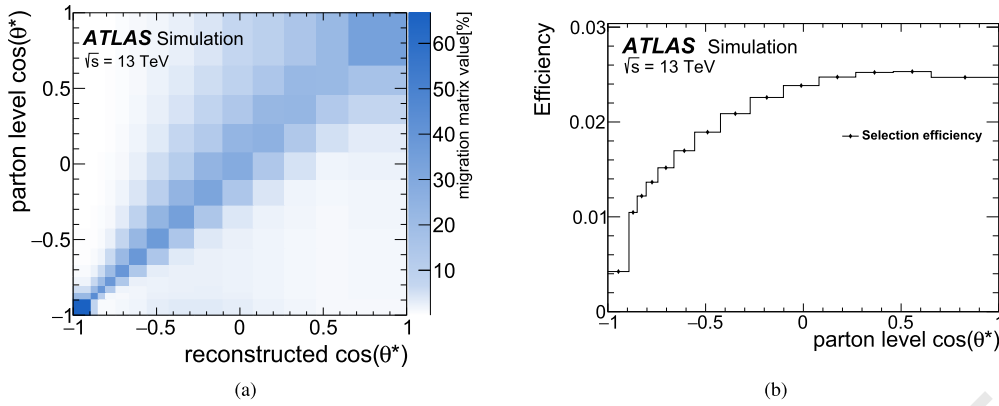 ATLAS Simulation
√s = 13 TeV
parton level cos(θ*)
1
0.5
0
−0.5
−1
−1
−0.5
0
0.5
1
reconstructed cos(θ*)
60
50
40
30
20
10
migration matrix value[%]
(a)
ATLAS Simulation
√s = 13 TeV
Efficiency
0.03
0.02
0.01
0
Selection efficiency
−1
−0.5
0
0.5
1
parton level cos(θ*)
(b)